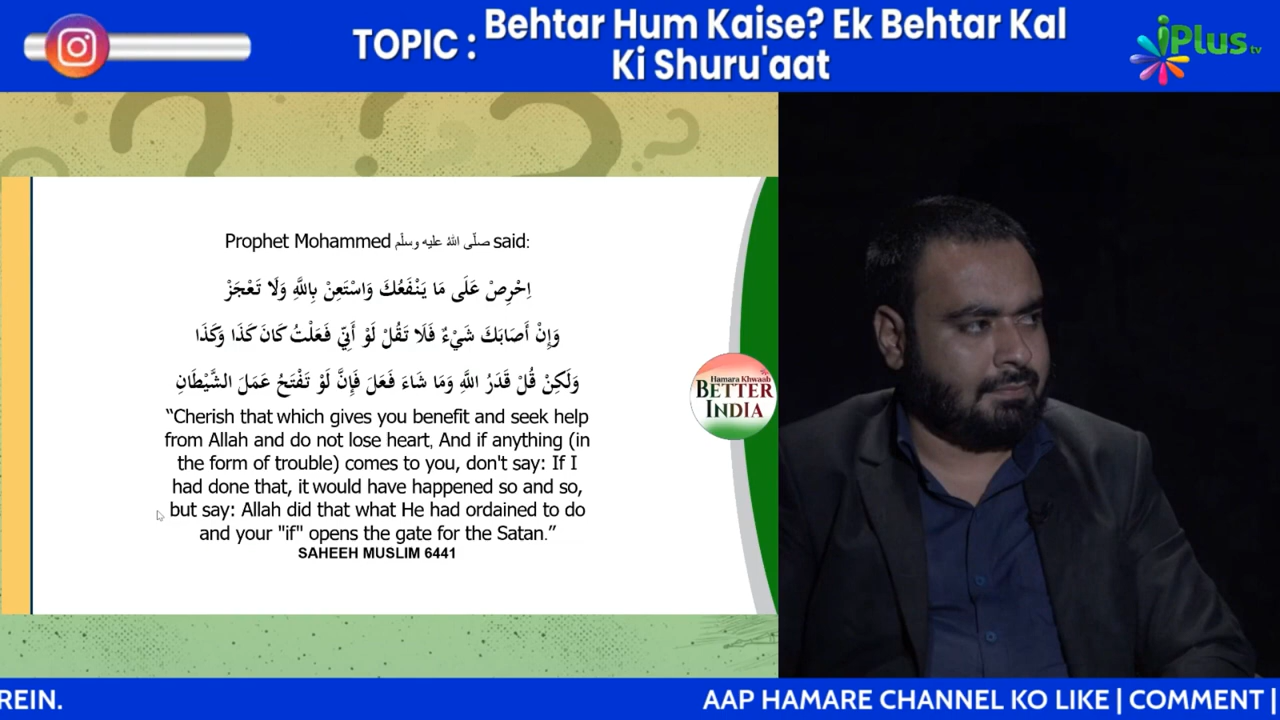 TOPIC : Behtar Hum Kaise? Ek Behtar Kal
Ki Shuru'aat
iPlus tv
Prophet Mohammed صلّى اللهُ عليه وسلّم said:
اِحْرِصْ عَلَى مَا يَنْفَعُكَ وَاسْتَعِنْ بِاللَّهِ وَلَا تَعْجَزْ
وَإِنْ أَصَابَكَ شَيْءٌ فَلَا تَقُلْ لَوْ أَنِّي فَعَلْتُ كَانَ كَذَا وَكَذَا
وَلَكِنْ قُلْ قَدَرُ اللَّهِ وَمَا شَاءَ فَعَلَ فَإِنَّ لَوْ تَفْتَحُ عَمَلَ الشَّيْطَانِ
“Cherish that which gives you benefit and seek help
from Allah and do not lose heart, And if anything (in
the form of trouble) comes to you, don't say: If I
had done that, it would have happened so and so,
but say: Allah did that what He had ordained to do
and your "if" opens the gate for the Satan.”
SAHEEH MUSLIM 6441
Hamara Khwaab
BETTER
INDIA
REIN. AAP HAMARE CHANNEL KO LIKE | COMMENT |